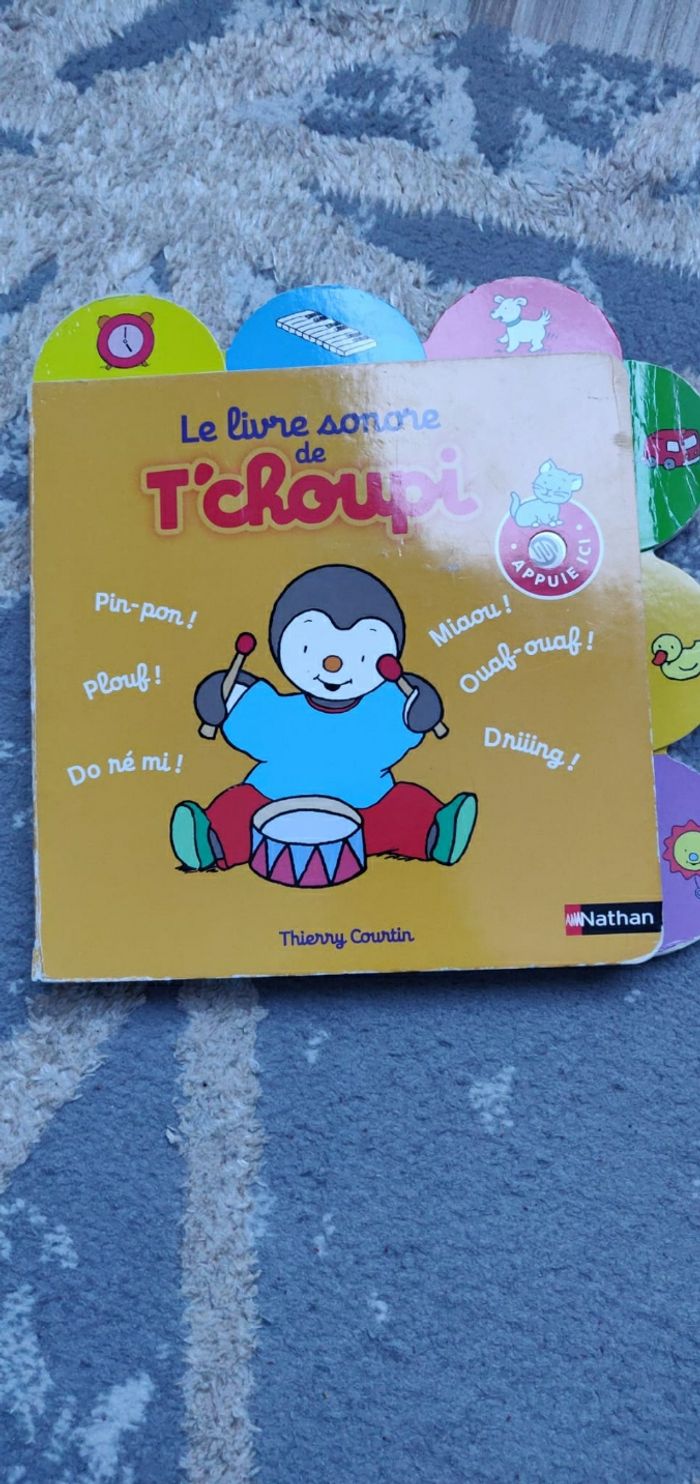 Le livre sonore
de
T'choupi
APPUIE ICI
Pin-pon !
Miaou !
Ouaf-ouaf !
Plouf !
Do ré mi !
Driiing !
Thierry Courtin
Nathan